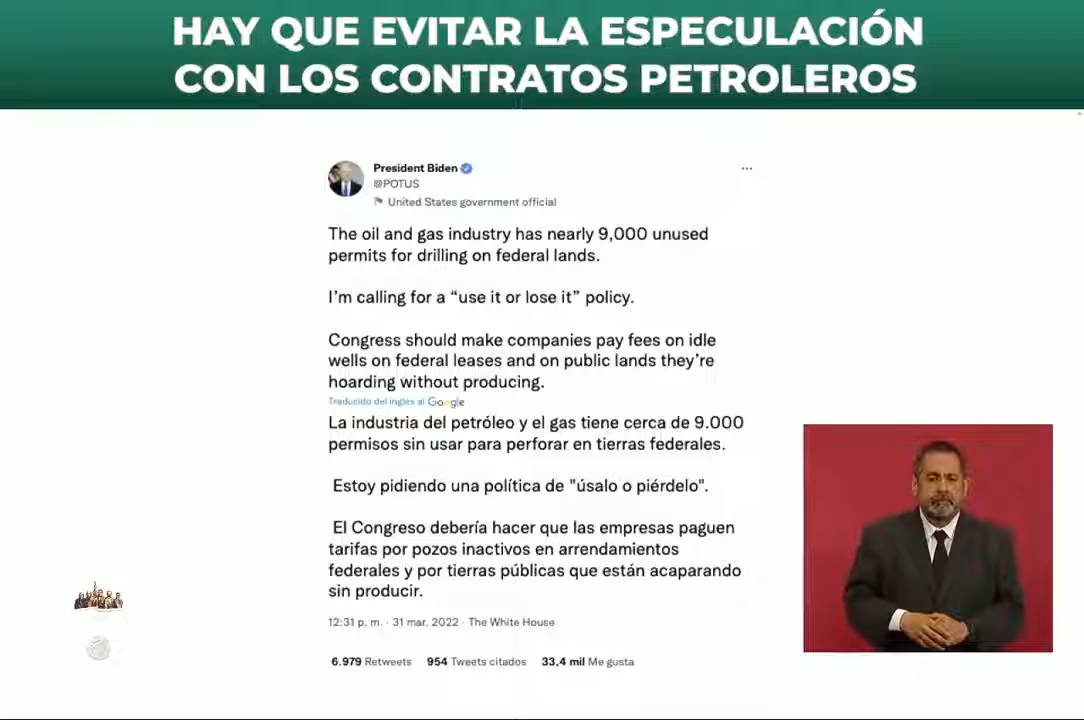 HAY QUE EVITAR LA ESPECULACIÓN
CON LOS CONTRATOS PETROLEROS
President Biden
@POTUS
United States government official
The oil and gas industry has nearly 9,000 unused
permits for drilling on federal lands.
I'm calling for a “use it or lose it” policy.
Congress should make companies pay fees on idle
wells on federal leases and on public lands they're
hoarding without producing.
Traducido del inglés al Google
La industria del petróleo y el gas tiene cerca de 9.000
permisos sin usar para perforar en tierras federales.
Estoy pidiendo una política de "úsalo o piérdelo".
El Congreso debería hacer que las empresas paguen
tarifas por pozos inactivos en arrendamientos
federales y por tierras públicas que están acaparando
sin producir.
12:31 p. m. · 31 mar. 2022 · The White House
6.979 Retweets 954 Tweets citados 33,4 mil Me gusta